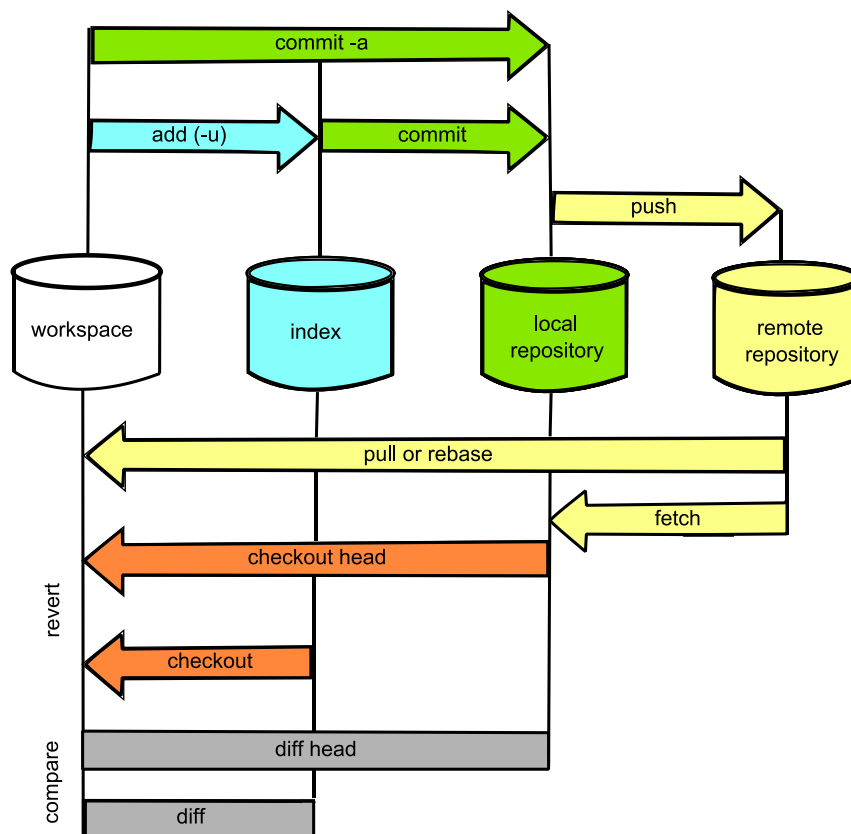 commit -a
add (-u)
commit
push
workspace
index
local
repository
remote
repository
pull or rebase
fetch
checkout head
revert
checkout
diff head
compare
diff